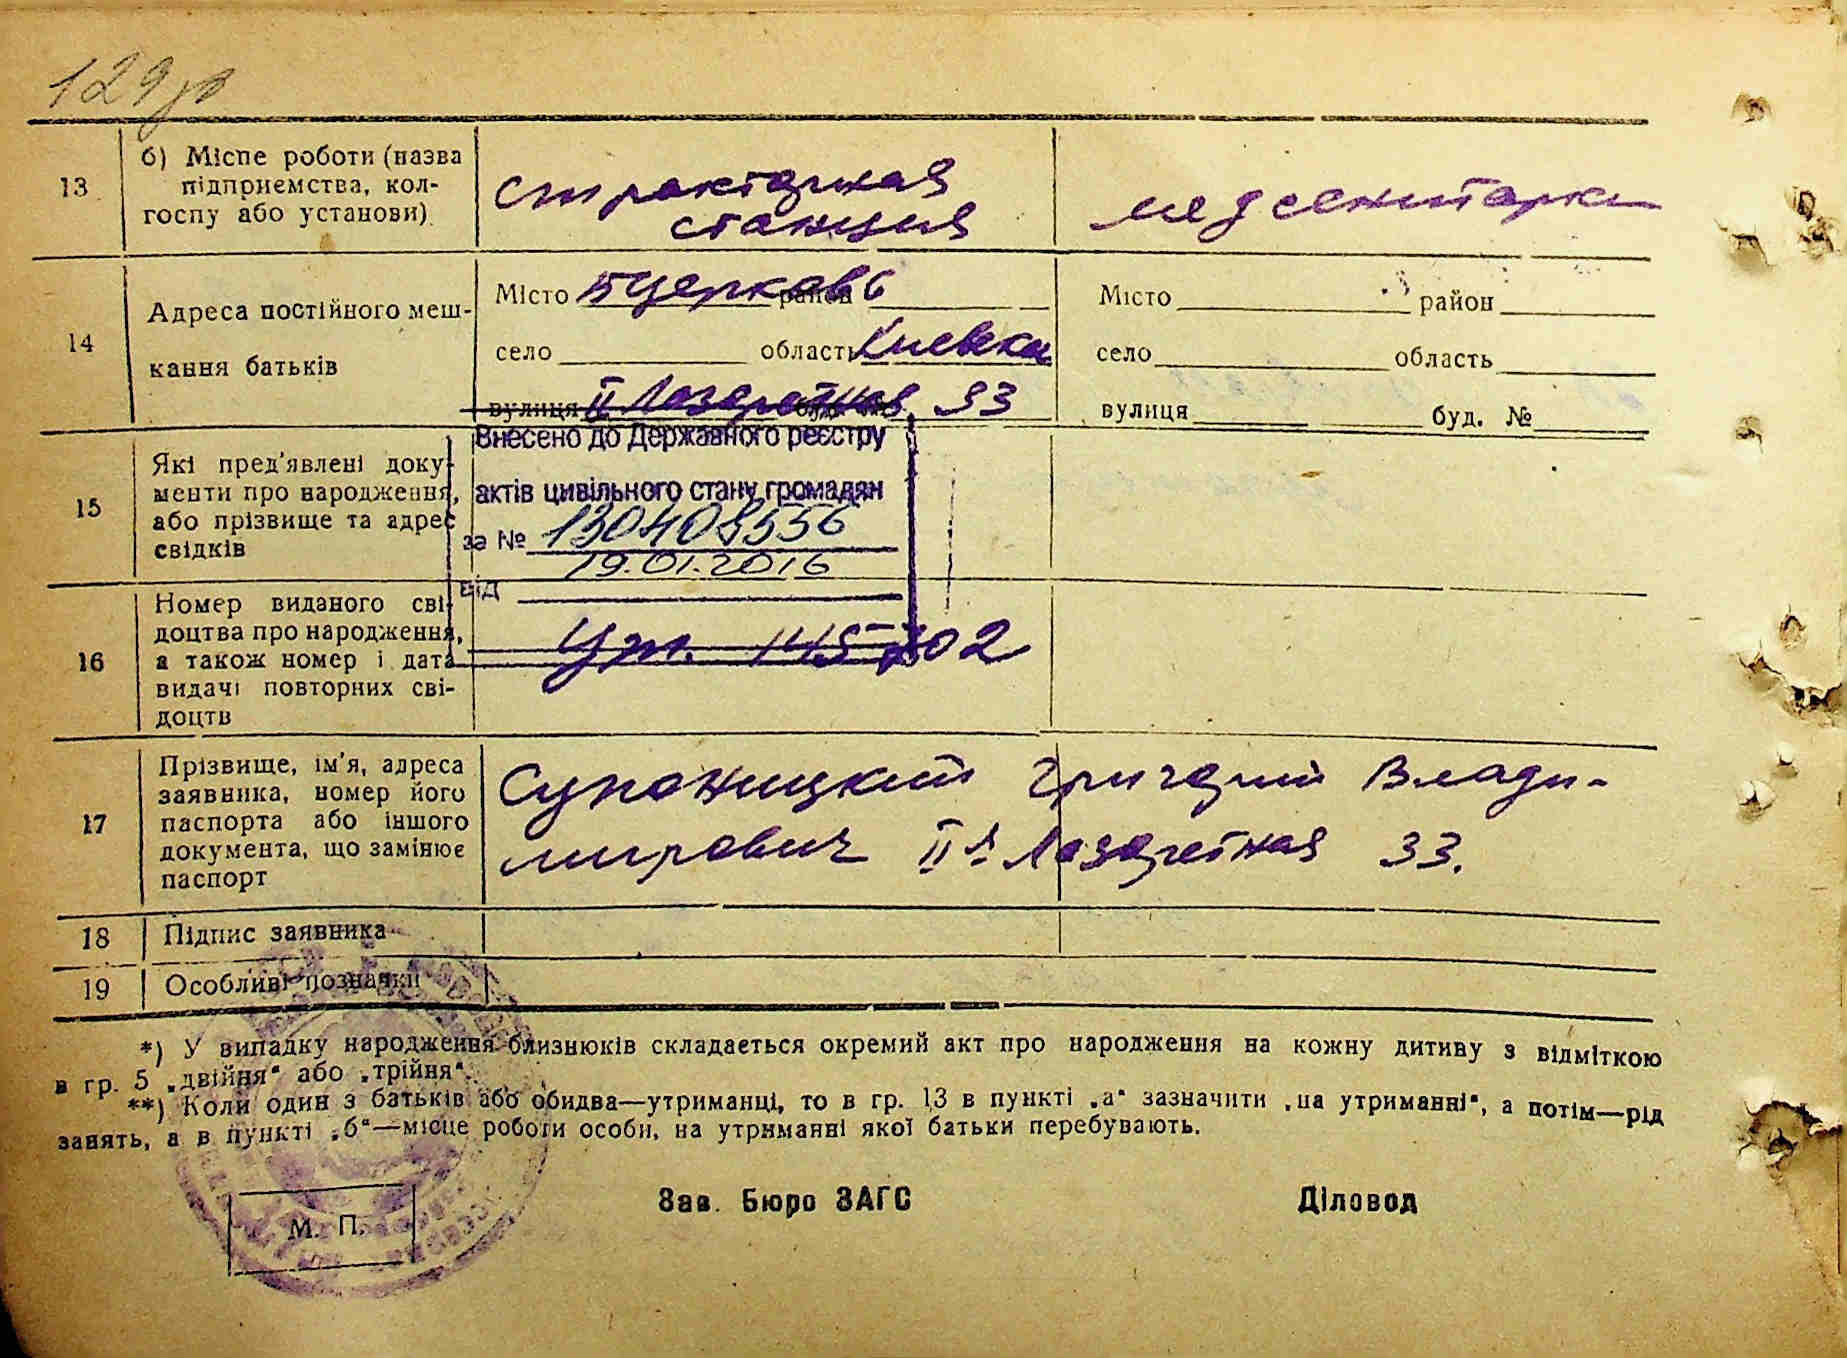 129
13
б) Місце роботи (назва
підприємства, кол-
госпу або установи)
станция
медсанитарка
14
Адреса постійного меш-
кання батьків
Місто Бцерковь район
село область Киевская
вулиця II Лазаретная 33
Місто район
село область
вулиця буд. №
15
Які пред'явлені доку-
менти про народження,
або прізвище та адрес
свідків
Внесено до Державного реєстру
актів цивільного стану громадян
за № 130408556
19.01.2016
від
16
Номер виданого сві-
доцтва про народження,
а також номер і дата
видачі повторних сві-
доцтв
145702
17
Прізвище, ім'я, адреса
заявника, номер його
паспорта або іншого
документа, що замінює
паспорт
Супоницкий Григорий Влади-
мирович II я Лазаретная 33.
18
Підпис заявника
19
Особливі позначки
*) У випадку народження близнюків складається окремий акт про народження на кожну дитину з відміткою
в гр. 5 „двійня“ або „трійня“.
**) Коли один з батьків або обидва—утриманці, то в гр. 13 в пункті „а“ зазначити „на утриманні“, а потім—рід
занять, а в пункті „б“—місце роботи особи, на утриманні якої батьки перебувають.
Зав. Бюро ЗАГС
Діловод
М. П.